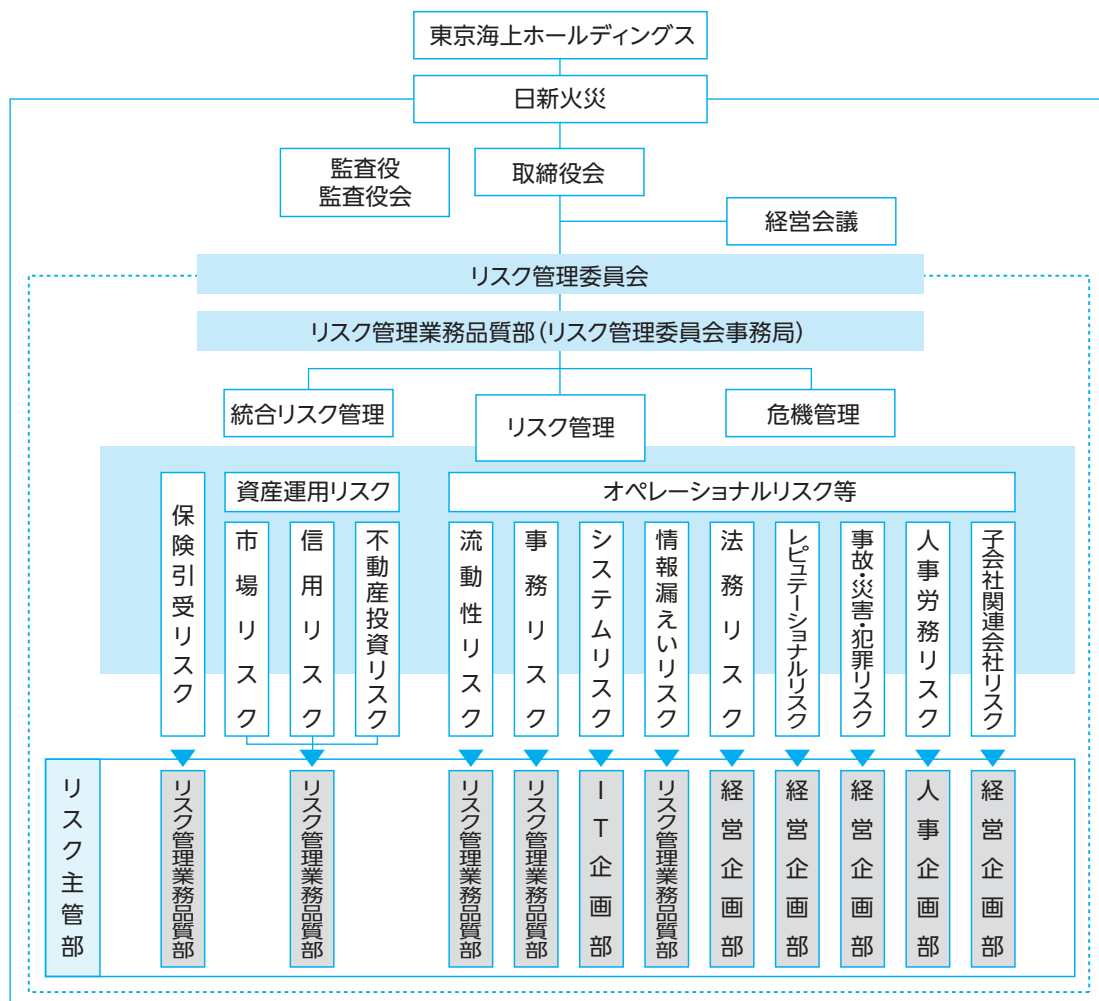 東京海上ホールディングス
日新火災
監査役
監査役会
取締役会
経営会議
リスク管理委員会
リスク管理業務品質部（リスク管理委員会事務局）
統合リスク管理
リスク管理
危機管理
保険引受リスク
資産運用リスク
市場リスク
信用リスク
不動産投資リスク
オペレーショナルリスク等
流動性リスク
事務リスク
システムリスク
情報漏えいリスク
法務リスク
レピュテーショナルリスク
事故・災害・犯罪リスク
人事労務リスク
子会社関連会社リスク
リスク主管部
リスク管理業務品質部
リスク管理業務品質部
リスク管理業務品質部
リスク管理業務品質部
IT企画部
リスク管理業務品質部
経営企画部
経営企画部
経営企画部
人事企画部
経営企画部